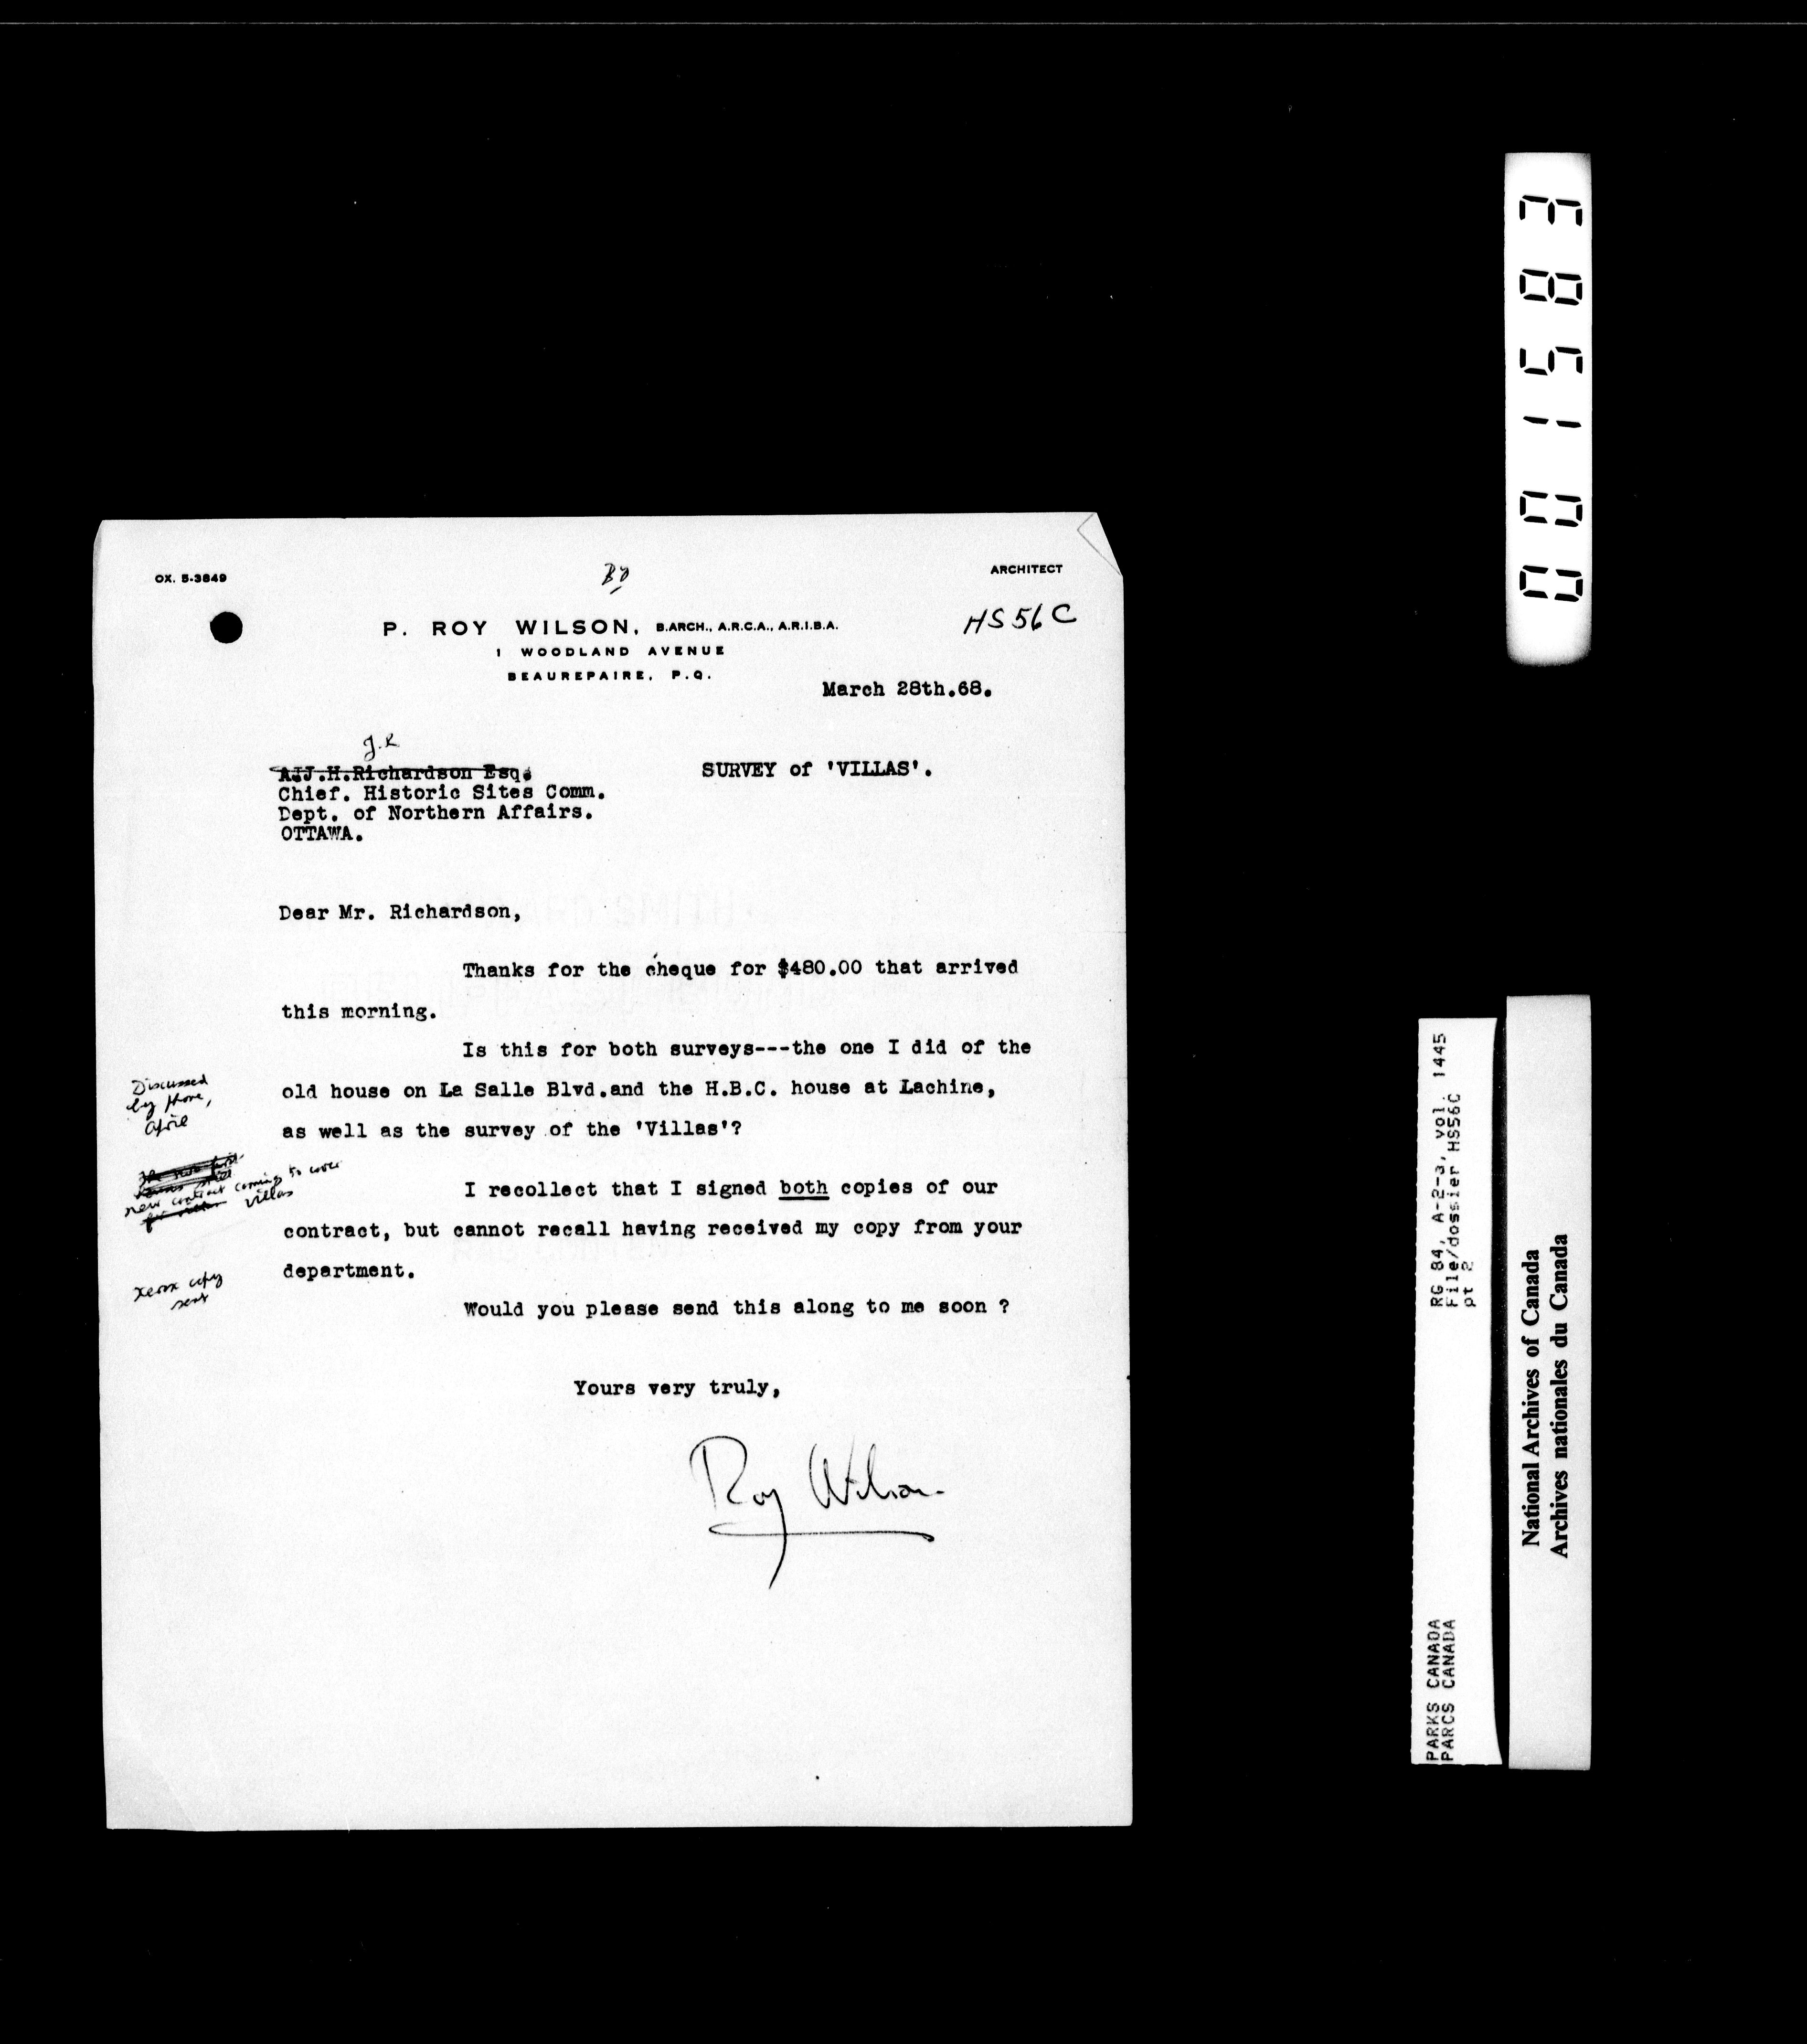 OX. 5-3849
ARCHITECT
HS56C
P. ROY WILSON, B.ARCH., A.R.C.A., A.R.I.B.A.
1 WOODLAND AVENUE
BEAUREPAIRE, P.Q.
March 28th.68.
A.J.H.Richardson Esq.
SURVEY of 'VILLAS'.
Chief. Historic Sites Comm.
Dept. of Northern Affairs.
OTTAWA.
Dear Mr. Richardson,
Thanks for the cheque for $480.00 that arrived
this morning.
Is this for both surveys---the one I did of the
old house on La Salle Blvd.and the H.B.C. house at Lachine,
as well as the survey of the 'Villas'?
Discussed
by phone,
April
new contract coming to cover
villas
I recollect that I signed both copies of our
contract, but cannot recall having received my copy from your
department.
xerox copy
sent
Would you please send this along to me soon ?
Yours very truly,
Roy Wilson
001583
RG 84, A-2-a, vol. 1445
File/dossier HS56C
pt 2
PARKS CANADA
PARCS CANADA
National Archives of Canada
Archives nationales du Canada